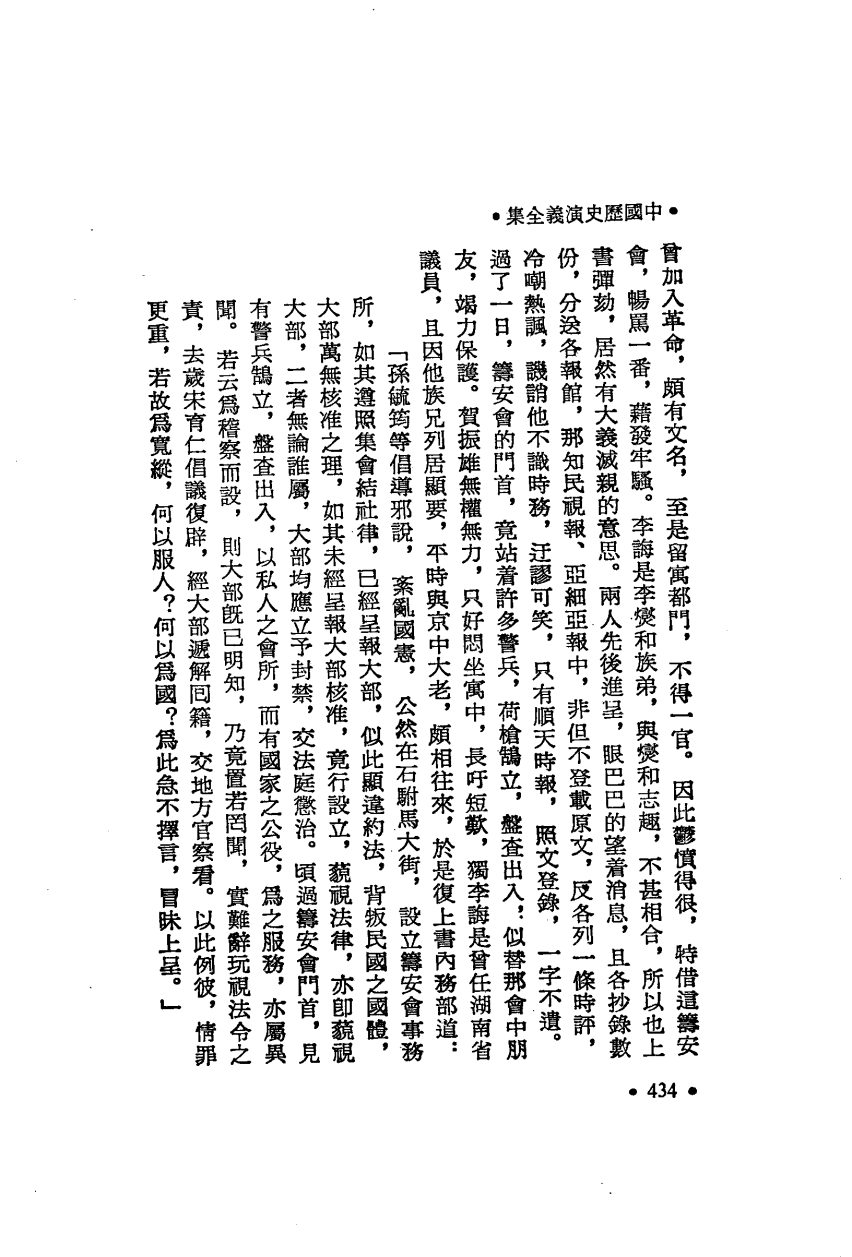 •中國歷史演義全集•
曾加入革命，頗有文名，至是留寓都門，不得一官。因此鬱憤得很，特借這籌安
會，暢罵一番，藉發牢騷。李誨是李燮和族弟，與燮和志趣，不甚相合，所以也上
書彈劾，居然有大義滅親的意思。兩人先後進呈，眼巴巴的望着消息，且各抄錄數
份，分送各報館，那知民視報、亞細亞報中，非但不登載原文，反各列一條時評，
冷嘲熱諷，譏誚他不識時務，迂謬可笑，只有順天時報，照文登錄，一字不遺。
過了一日，籌安會的門首，竟站着許多警兵，荷槍鵠立，盤查出入，似替那會中朋
友，竭力保護。賀振雄無權無力，只好悶坐寓中，長吁短歎，獨李誨是曾任湖南省
議員，且因他族兄列居顯要，平時與京中大老，頗相往來，於是復上書內務部道：
「孫毓筠等倡導邪說，紊亂國憲，公然在石駙馬大街，設立籌安會事務
所，如其遵照集會結社律，已經呈報大部，似此顯違約法，背叛民國之國體，
大部萬無核准之理，如其未經呈報大部核准，竟行設立，藐視法律，亦卽藐視
大部，二者無論誰屬，大部均應立予封禁，交法庭懲治。頃過籌安會門首，見
有警兵鵠立，盤查出入，以私人之會所，而有國家之公役，爲之服務，亦屬異
聞。若云爲稽察而設，則大部旣已明知，乃竟置若罔聞，實難辭玩視法令之
責，去歲宋育仁倡議復辟，經大部遞解回籍，交地方官察看。以此例彼，情罪
更重，若故爲寬縱，何以服人？何以爲國？爲此急不擇言，冒昧上呈。」
•434•